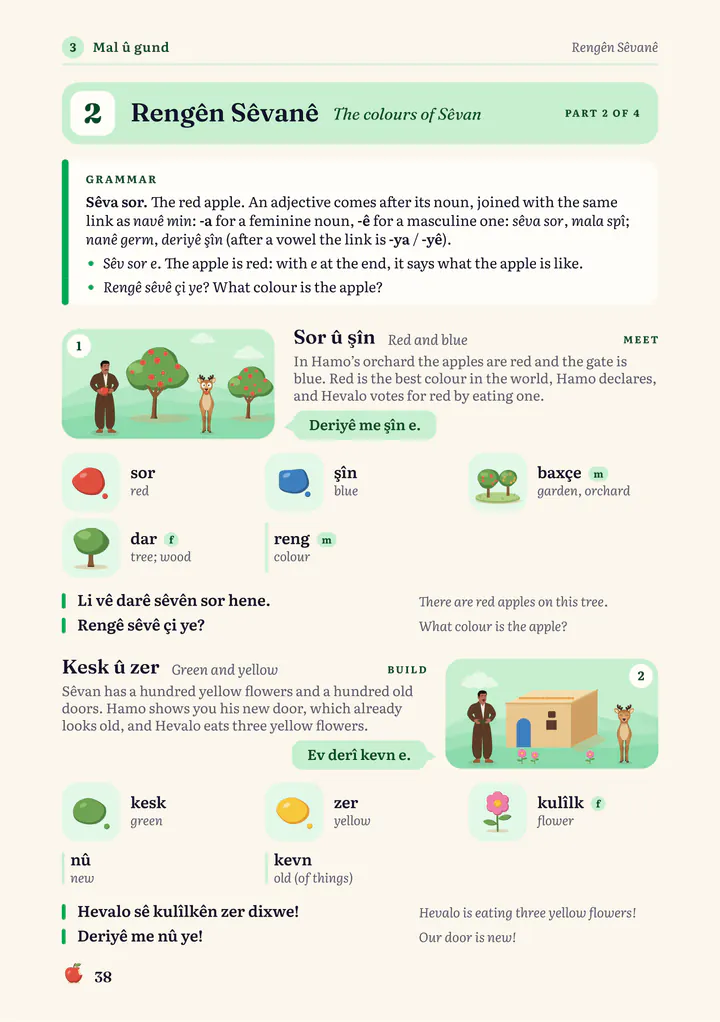 3 Mal û gund
Rengên Sêvanê
2 Rengên Sêvanê The colours of Sêvan PART 2 OF 4
GRAMMAR
Sêva sor. The red apple. An adjective comes after its noun, joined with the same
link as navê min: -a for a feminine noun, -ê for a masculine one: sêva sor, mala spî;
nanê germ, deriyê şîn (after a vowel the link is -ya / -yê).
• Sêv sor e. The apple is red: with e at the end, it says what the apple is like.
• Rengê sêvê çi ye? What colour is the apple?
1
Sor û şîn Red and blue MEET
In Hamo’s orchard the apples are red and the gate is
blue. Red is the best colour in the world, Hamo declares,
and Hevalo votes for red by eating one.
Deriyê me şîn e.
sor
red
şîn
blue
baxçe m
garden, orchard
dar f
tree; wood
reng m
colour
Li vê darê sêvên sor hene.
There are red apples on this tree.
Rengê sêvê çi ye?
What colour is the apple?
Kesk û zer Green and yellow BUILD
Sêvan has a hundred yellow flowers and a hundred old
doors. Hamo shows you his new door, which already
looks old, and Hevalo eats three yellow flowers.
Ev derî kevn e.
2
kesk
green
zer
yellow
kulîlk f
flower
nû
new
kevn
old (of things)
Hevalo sê kulîlkên zer dixwe!
Hevalo is eating three yellow flowers!
Deriyê me nû ye!
Our door is new!
38